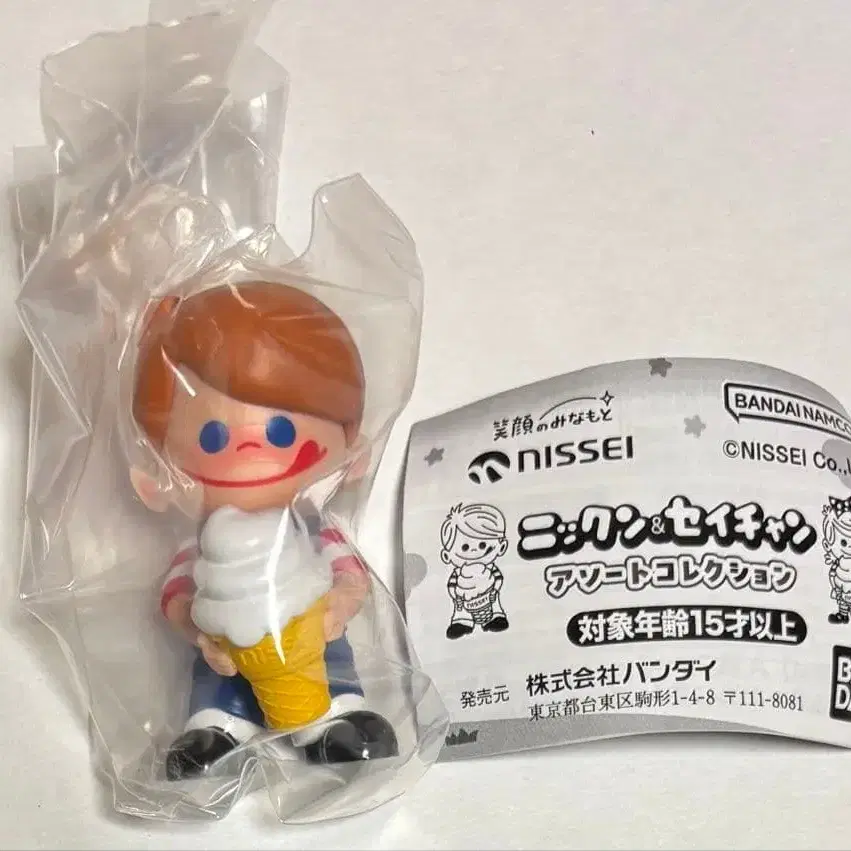 笑顔のみなもと
NISSEI
BANDAI NAMCO
©NISSEI Co.,
ニックン&セイチャン
アソートコレクション
対象年齢15才以上
発売元 株式会社バンダイ
東京都台東区駒形1-4-8 〒111-8081
NISSEI